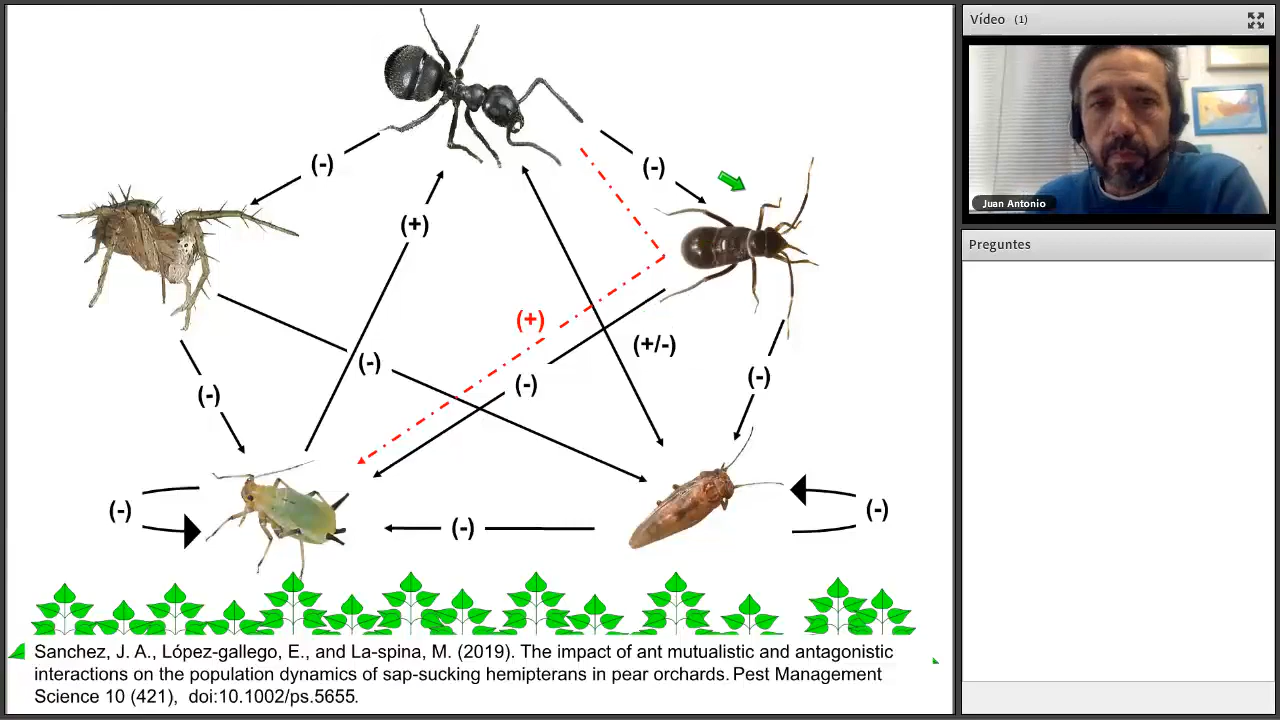 Vídeo (1)
Juan Antonio
Preguntes
(-)
(-)
(+)
(+)
(+/-)
(-)
(-)
(-)
(-)
(-)
(-)
(-)
Sanchez, J. A., López-gallego, E., and La-spina, M. (2019). The impact of ant mutualistic and antagonistic
interactions on the population dynamics of sap-sucking hemipterans in pear orchards. Pest Management
Science 10 (421), doi:10.1002/ps.5655.